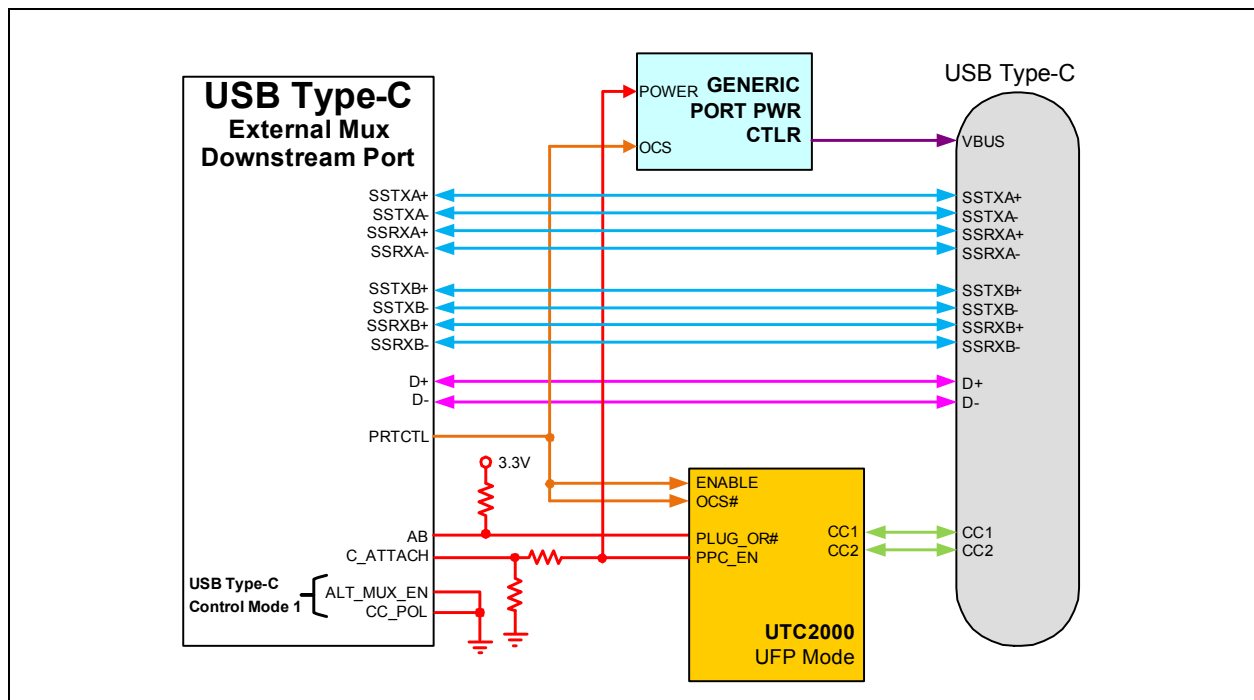 USB Type-C
External Mux
Downstream Port
SSTXA+
SSTXA-
SSRXA+
SSRXA-
SSTXB+
SSTXB-
SSRXB+
SSRXB-
D+
D-
PRTCTL
AB
C_ATTACH
ALT_MUX_EN
CC_POL
USB Type-C
Control Mode 1
3.3V
POWER
OCS
GENERIC
PORT PWR
CTLR
ENABLE
OCS#
PLUG_OR#
PPC_EN
CC1
CC2
UTC2000
UFP Mode
USB Type-C
VBUS
SSTXA+
SSTXA-
SSRXA+
SSRXA-
SSTXB+
SSTXB-
SSRXB+
SSRXB-
D+
D-
CC1
CC2